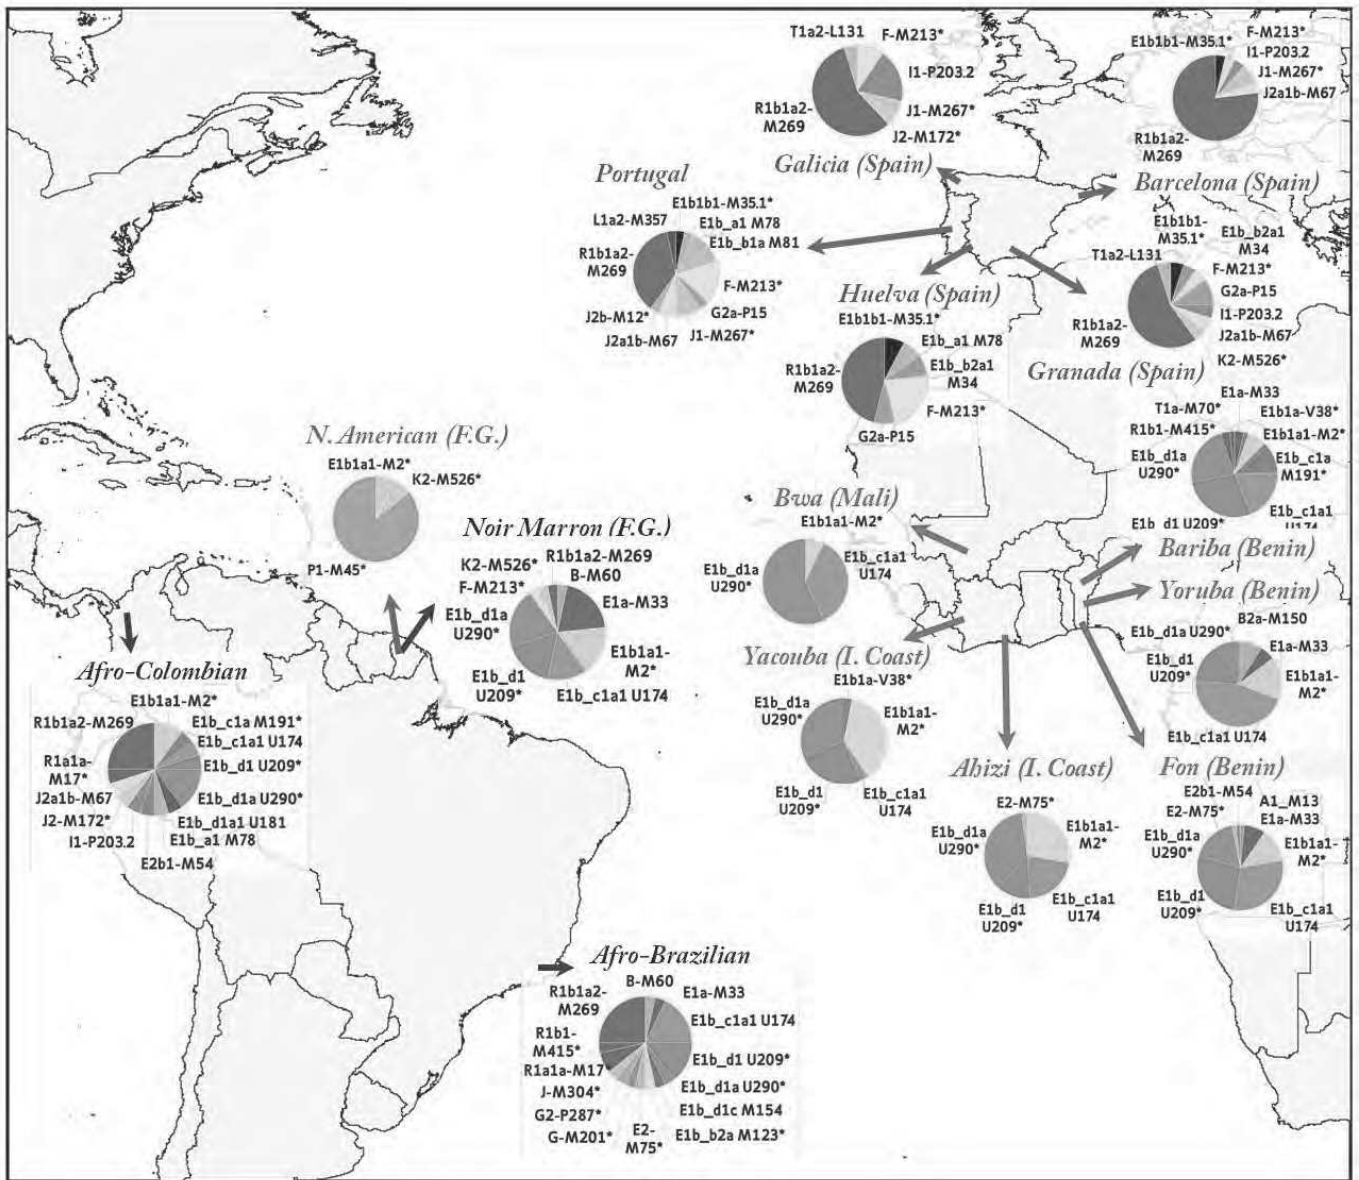 T1a2-L131
F-M213*
I1-P203.2
J1-M267*
J2-M172*
R1b1a2-
M269
Galicia (Spain)
E1b1b1-M35.1*
F-M213*
I1-P203.2
J1-M267*
J2a1b-M67
R1b1a2-
M269
Barcelona (Spain)
Portugal
E1b1b1-M35.1*
L1a2-M357
E1b_a1 M78
E1b_b1a M81
R1b1a2-
M269
F-M213*
G2a-P15
J2b-M12*
J1-M267*
J2a1b-M67
Huelva (Spain)
E1b1b1-M35.1*
E1b_a1 M78
E1b_b2a1
M34
R1b1a2-
M269
F-M213*
G2a-P15
E1b1b1-
M35.1*
E1b_b2a1
M34
T1a2-L131
F-M213*
G2a-P15
I1-P203.2
J2a1b-M67
K2-M526*
R1b1a2-
M269
Granada (Spain)
E1a-M33
T1a-M70*
E1b1a-V38*
R1b1-M415*
E1b1a1-M2*
E1b_d1a
U290*
E1b_c1a
M191*
E1b_c1a1
U174
E1b_d1 U209*
Bariba (Benin)
N. American (F.G.)
E1b1a1-M2*
K2-M526*
P1-M45*
Noir Marron (F.G.)
R1b1a2-M269
K2-M526*
B-M60
F-M213*
E1a-M33
E1b_d1a
U290*
E1b1a1-
M2*
E1b_d1
U209*
E1b_c1a1 U174
Bwa (Mali)
E1b1a1-M2*
E1b_c1a1
U174
E1b_d1a
U290*
Yoruba (Benin)
B2a-M150
E1b_d1a U290*
E1a-M33
E1b_d1
U209*
E1b1a1-
M2*
E1b_c1a1 U174
Yacouba (I. Coast)
E1b1a-V38*
E1b_d1a
U290*
E1b1a1-
M2*
E1b_d1
U209*
E1b_c1a1
U174
Afro-Colombian
E1b1a1-M2*
R1b1a2-M269
E1b_c1a M191*
E1b_c1a1 U174
E1b_d1 U209*
R1a1a-
M17*
E1b_d1a U290*
J2a1b-M67
J2-M172*
E1b_d1a1 U181
I1-P203.2
E1b_a1 M78
E2b1-M54
Ahizi (I. Coast)
E2-M75*
E1b_d1a
U290*
E1b1a1-
M2*
E1b_d1
U209*
E1b_c1a1
U174
Fon (Benin)
E2b1-M54
E2-M75*
A1_M13
E1a-M33
E1b_d1a
U290*
E1b1a1-
M2*
E1b_d1
U209*
E1b_c1a1
U174
Afro-Brazilian
B-M60
R1b1a2-
M269
E1a-M33
E1b_c1a1 U174
R1b1-
M415*
E1b_d1 U209*
R1a1a-M17
E1b_d1a U290*
J-M304*
E1b_d1c M154
G2-P287*
G-M201*
E2-
M75*
E1b_b2a M123*